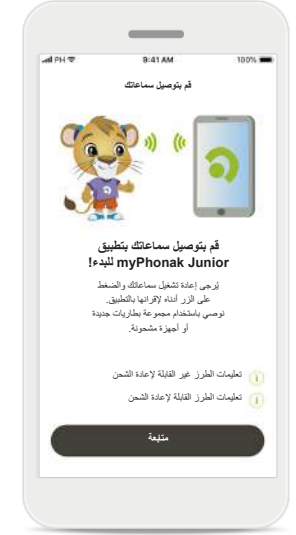 PH 9:41 AM 100%
قم بتوصيل سماعاتك
قم بتوصيل سماعاتك بتطبيق
myPhonak Junior للبدء!
يُرجى إعادة تشغيل سماعاتك والضغط
على الزر أدناه لإقرانها بالتطبيق.
نوصي باستخدام مجموعة بطاريات جديدة
أو أجهزة مشحونة.
تعليمات الطرز غير القابلة لإعادة الشحن
تعليمات الطرز القابلة لإعادة الشحن
متابعة